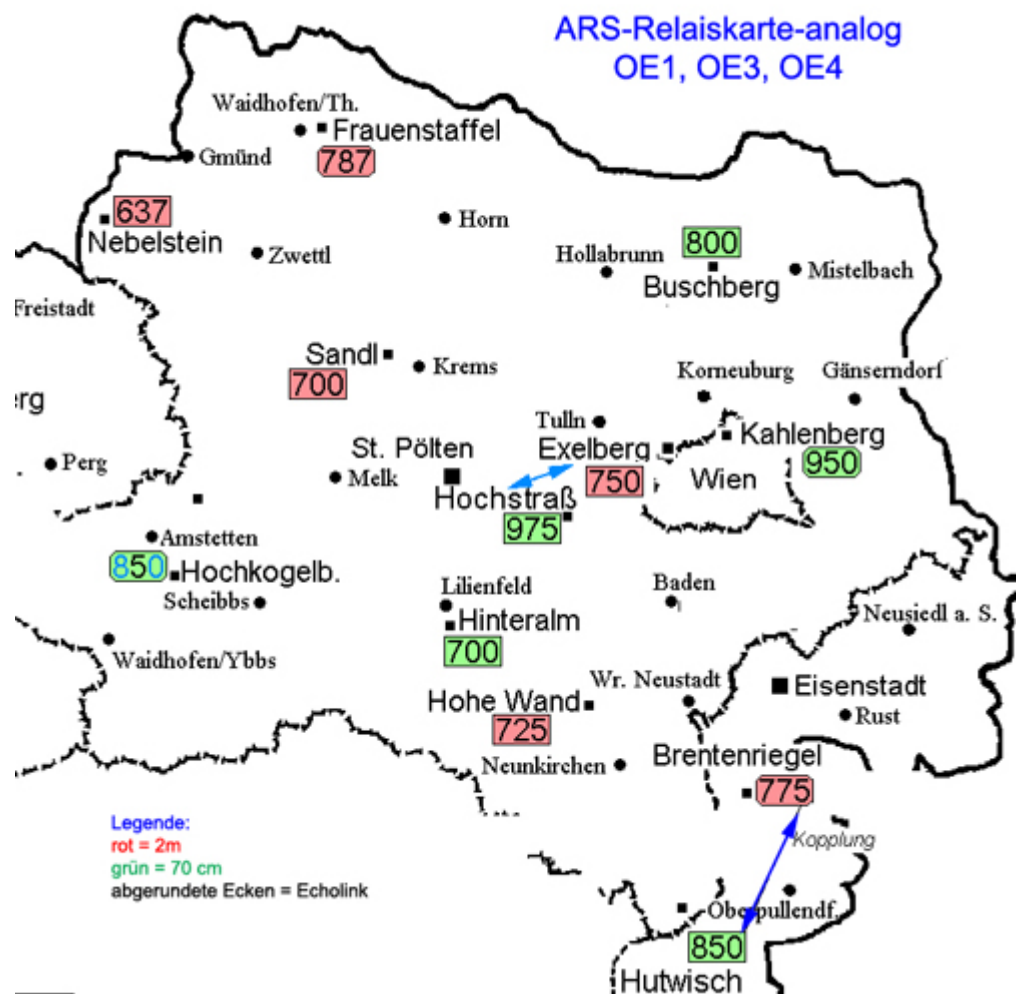 ARS-Relaiskarte-analog
OE1, OE3, OE4
Waidhofen/Th.
Frauenstaffel
787
Gmünd
637
Nebelstein
Horn
Zwettl
800
Hollabrunn
Buschberg
Mistelbach
Freistadt
Sandl
700
Krems
Korneuburg
Gänserndorf
erg
Tulln
St. Pölten
Exelberg
Kahlenberg
950
Perg
Melk
750
Wien
Hochstraß
975
Amstetten
850
Hochkogelb.
Scheibbs
Lilienfeld
Hinteralm
700
Baden
Neusiedl a. S.
Waidhofen/Ybbs
Wr. Neustadt
Eisenstadt
Hohe Wand
725
Rust
Neunkirchen
Brentenriegel
775
Kopplung
Legende:
rot = 2m
grün = 70 cm
abgerundete Ecken = Echolink
Oberpullendf.
850
Hutwisch